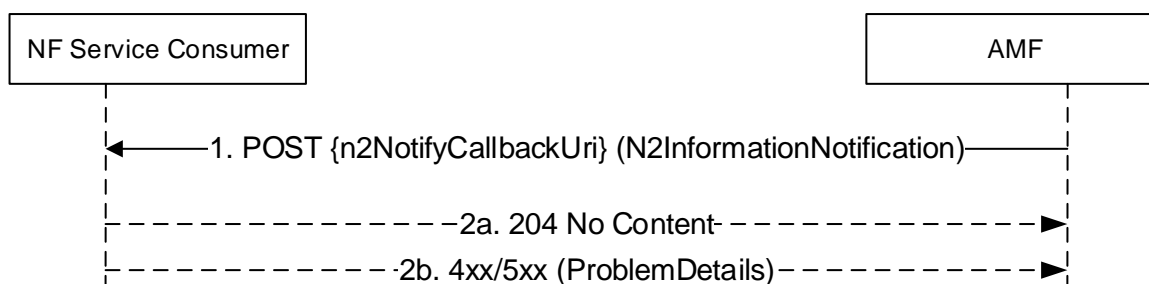 NF Service Consumer
AMF
1. POST {n2NotifyCallbackUri} (N2InformationNotification)
2a. 204 No Content
2b. 4xx/5xx (ProblemDetails)